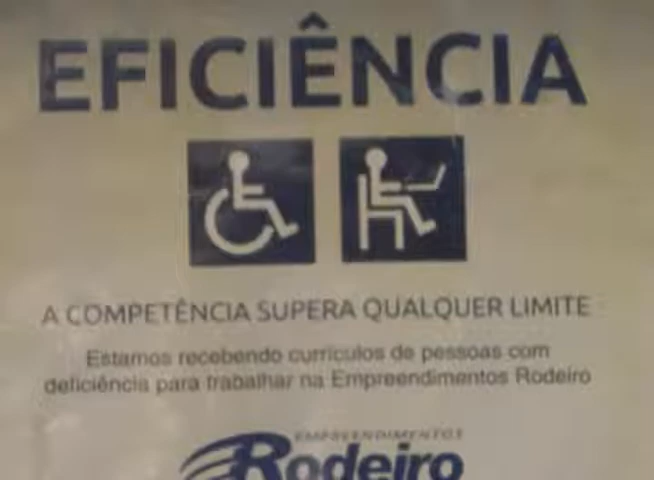 EFICIÊNCIA
A COMPETÊNCIA SUPERA QUALQUER LIMITE
Estamos recebendo currículos de pessoas com
deficiência para trabalhar na Empreendimentos Rodeiro
EMPREENDIMENTOS
Rodeiro